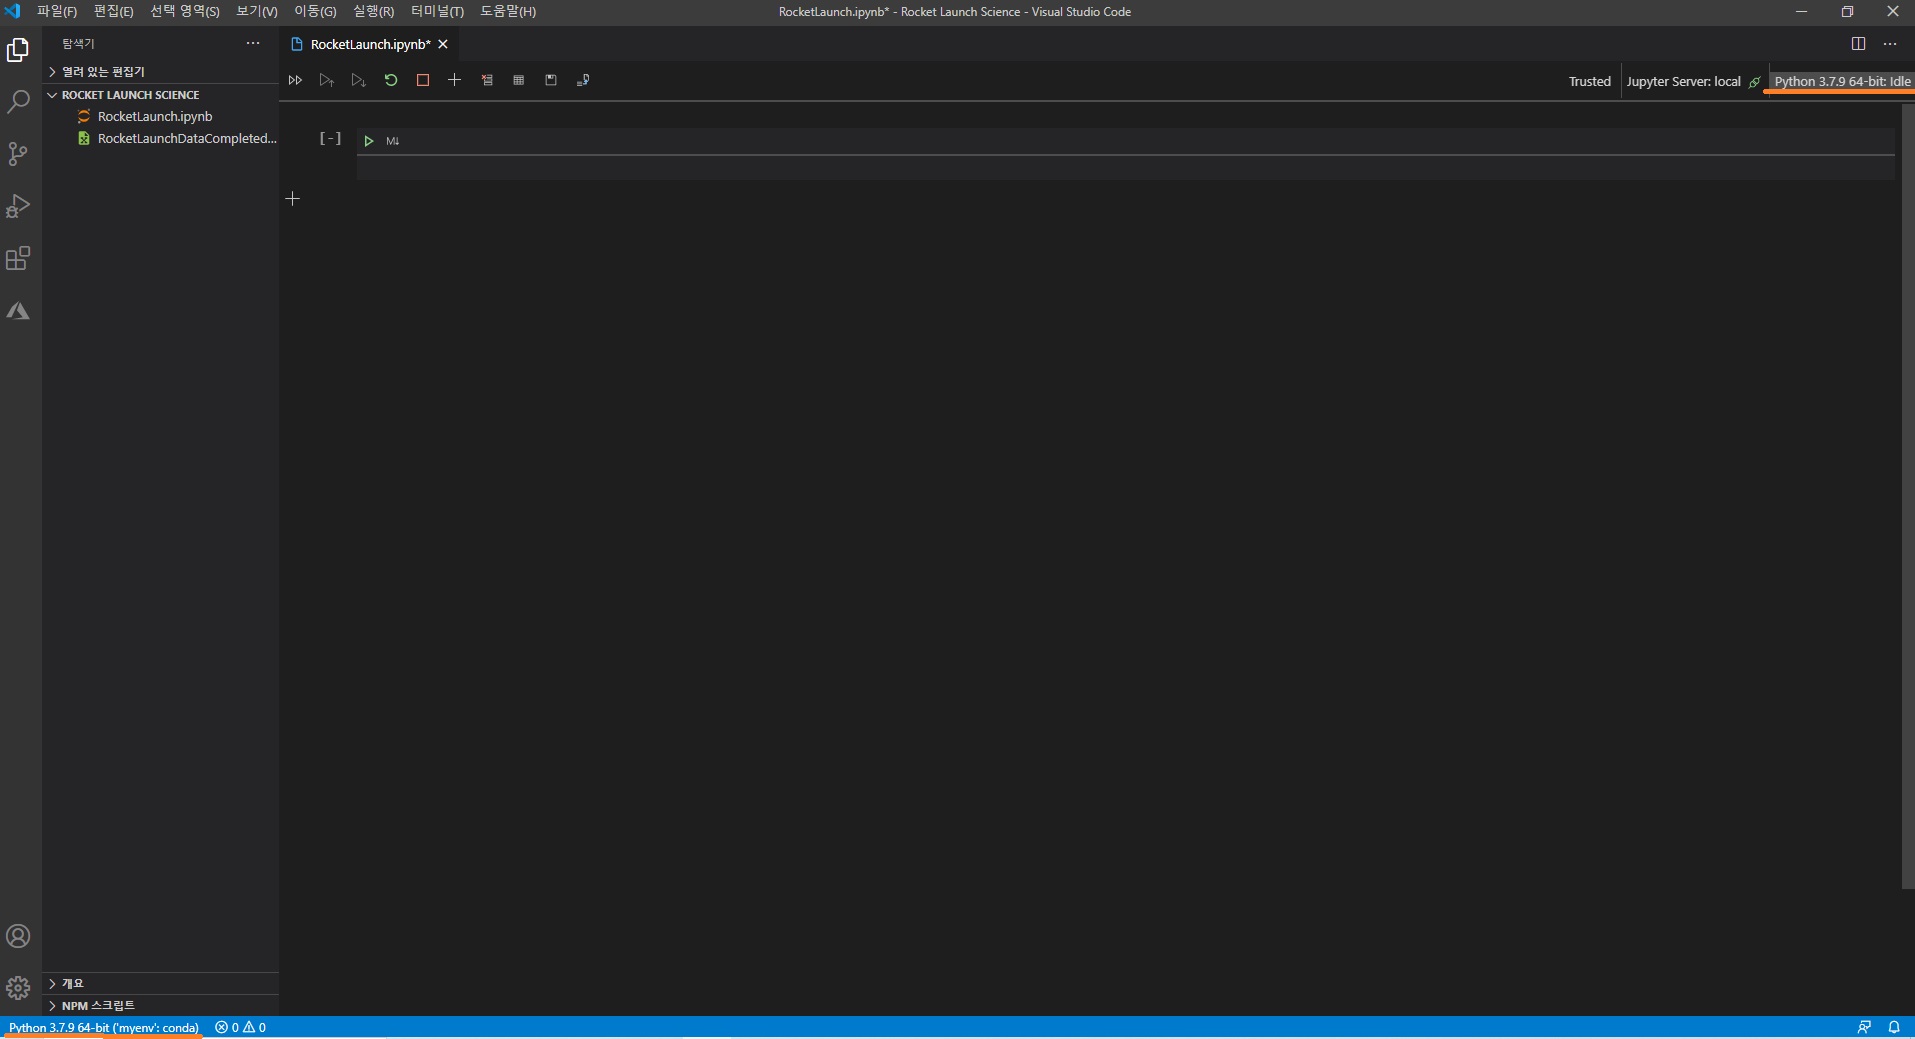 파일(F) 편집(E) 선택 영역(S) 보기(V) 이동(G) 실행(R) 터미널(T) 도움말(H) RocketLaunch.ipynb* - Rocket Launch Science - Visual Studio Code
탐색기 ···
RocketLaunch.ipynb*
열려 있는 편집기
ROCKET LAUNCH SCIENCE
RocketLaunch.ipynb
RocketLaunchDataCompleted...
Trusted Jupyter Server: local Python 3.7.9 64-bit: Idle
[-] M↓
개요
NPM 스크립트
Python 3.7.9 64-bit ('myenv': conda) 0 0